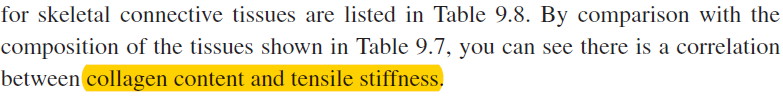 for skeletal connective tissues are listed in Table 9.8. By comparison with the
composition of the tissues shown in Table 9.7, you can see there is a correlation
between collagen content and tensile stiffness.